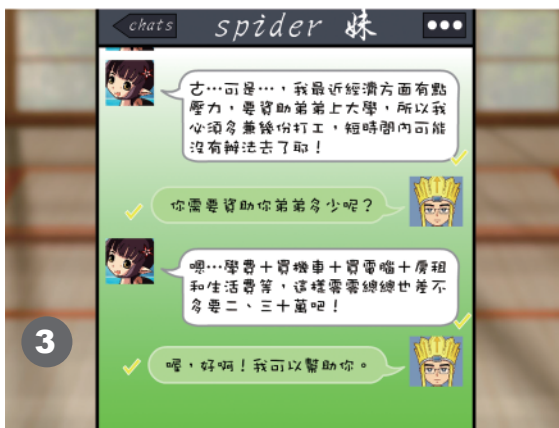 chats
spider 妹
古…可是…,我最近經濟方面有點
壓力,要資助弟弟上大學,所以我
必須多兼幾份打工,短時間內可能
沒有辦法去了耶!
你需要資助你弟弟多少呢?
嗯…學費+買機車+買電腦+房租
和生活費等,這樣零零總總也差不
多要二、三十萬吧!
喔,好啊!我可以幫助你。
3